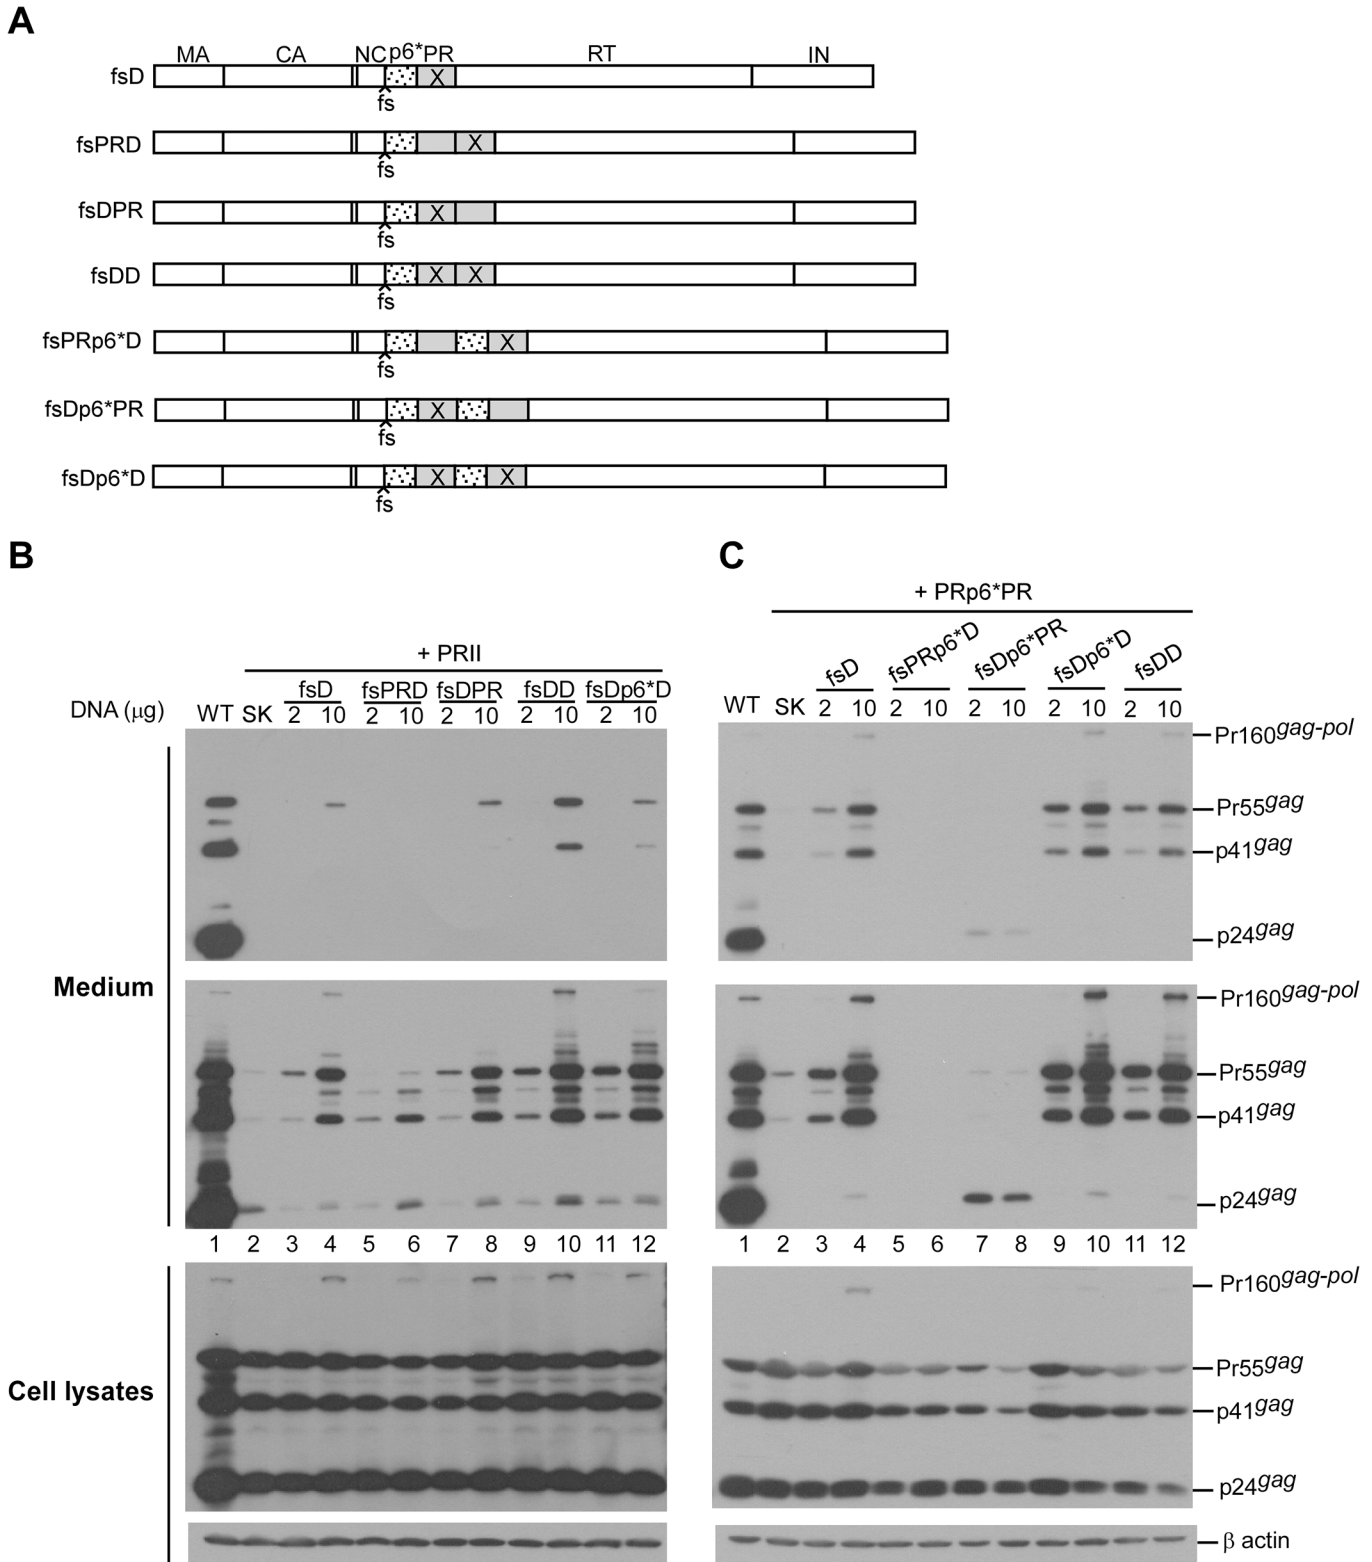 A
MA CA NC p6* PR RT IN
fsD X
fs
fsPRD X
fs
fsDPR X
fs
fsDD X X
fs
fsPRp6*D X
fs
fsDp6*PR X
fs
fsDp6*D X X
fs
B
+ PRII
fsD fsPRD fsDPR fsDD fsDp6*D
DNA (µg) WT SK 2 10 2 10 2 10 2 10 2 10
Medium
1 2 3 4 5 6 7 8 9 10 11 12
Cell lysates
C
+ PRp6*PR
fsD fsPRp6*D fsDp6*PR fsDp6*D fsDD
WT SK 2 10 2 10 2 10 2 10 2 10
Pr160gag-pol
Pr55gag
p41gag
p24gag
Pr160gag-pol
Pr55gag
p41gag
p24gag
1 2 3 4 5 6 7 8 9 10 11 12
Pr160gag-pol
Pr55gag
p41gag
p24gag
β actin